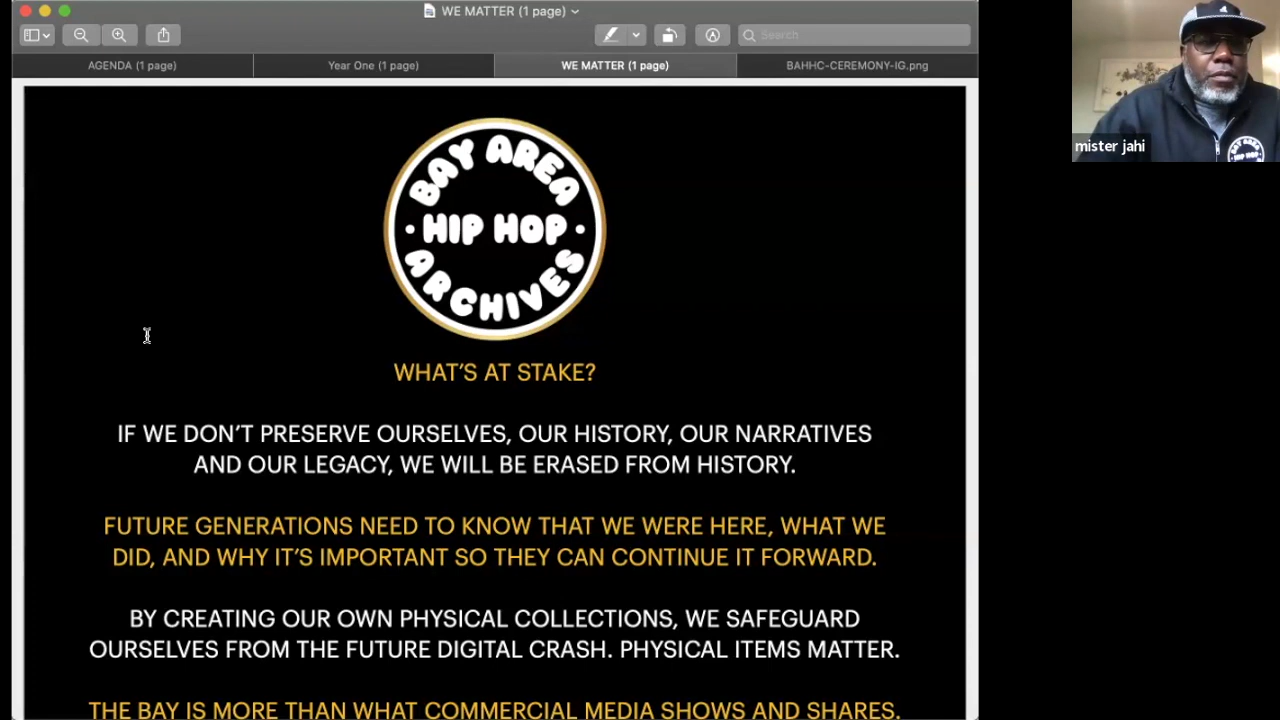 WE MATTER (1 page)
Search
AGENDA (1 page)
Year One (1 page)
WE MATTER (1 page)
BAHHC-CEREMONY-IG.png
BAY AREA
· HIP HOP ·
ARCHIVES
WHAT'S AT STAKE?
IF WE DON'T PRESERVE OURSELVES, OUR HISTORY, OUR NARRATIVES
AND OUR LEGACY, WE WILL BE ERASED FROM HISTORY.
FUTURE GENERATIONS NEED TO KNOW THAT WE WERE HERE, WHAT WE
DID, AND WHY IT'S IMPORTANT SO THEY CAN CONTINUE IT FORWARD.
BY CREATING OUR OWN PHYSICAL COLLECTIONS, WE SAFEGUARD
OURSELVES FROM THE FUTURE DIGITAL CRASH. PHYSICAL ITEMS MATTER.
THE BAY IS MORE THAN WHAT COMMERCIAL MEDIA SHOWS AND SHARES.
mister jahi
BAY AREA
HIP HOP